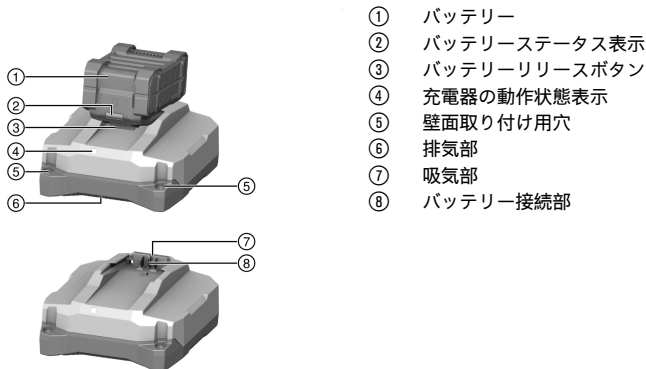 ① バッテリー
② バッテリーステータス表示
③ バッテリーリリースボタン
④ 充電器の動作状態表示
⑤ 壁面取り付け用穴
⑥ 排気部
⑦ 吸気部
⑧ バッテリー接続部
①
②
③
④
⑤
⑤
⑥
⑦
⑧